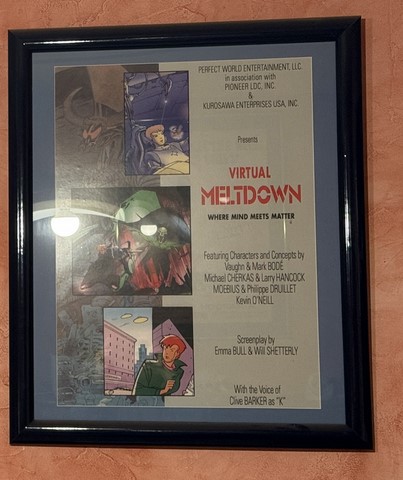 PERFECT WORLD ENTERTAINMENT, LLC.
in association with
PIONEER LDC, INC.
&
KUROSAWA ENTERPRISES USA, INC.
Presents
VIRTUAL
MELTDOWN
WHERE MIND MEETS MATTER
Featuring Characters and Concepts by
Vaughn & Mark BODÉ
Michael CHERKAS & Larry HANCOCK
MOEBIUS & Philippe DRUILLET
Kevin O'NEILL
Screenplay by
Emma BULL & Will SHETTERLY
With the Voice of
Clive BARKER as "K"